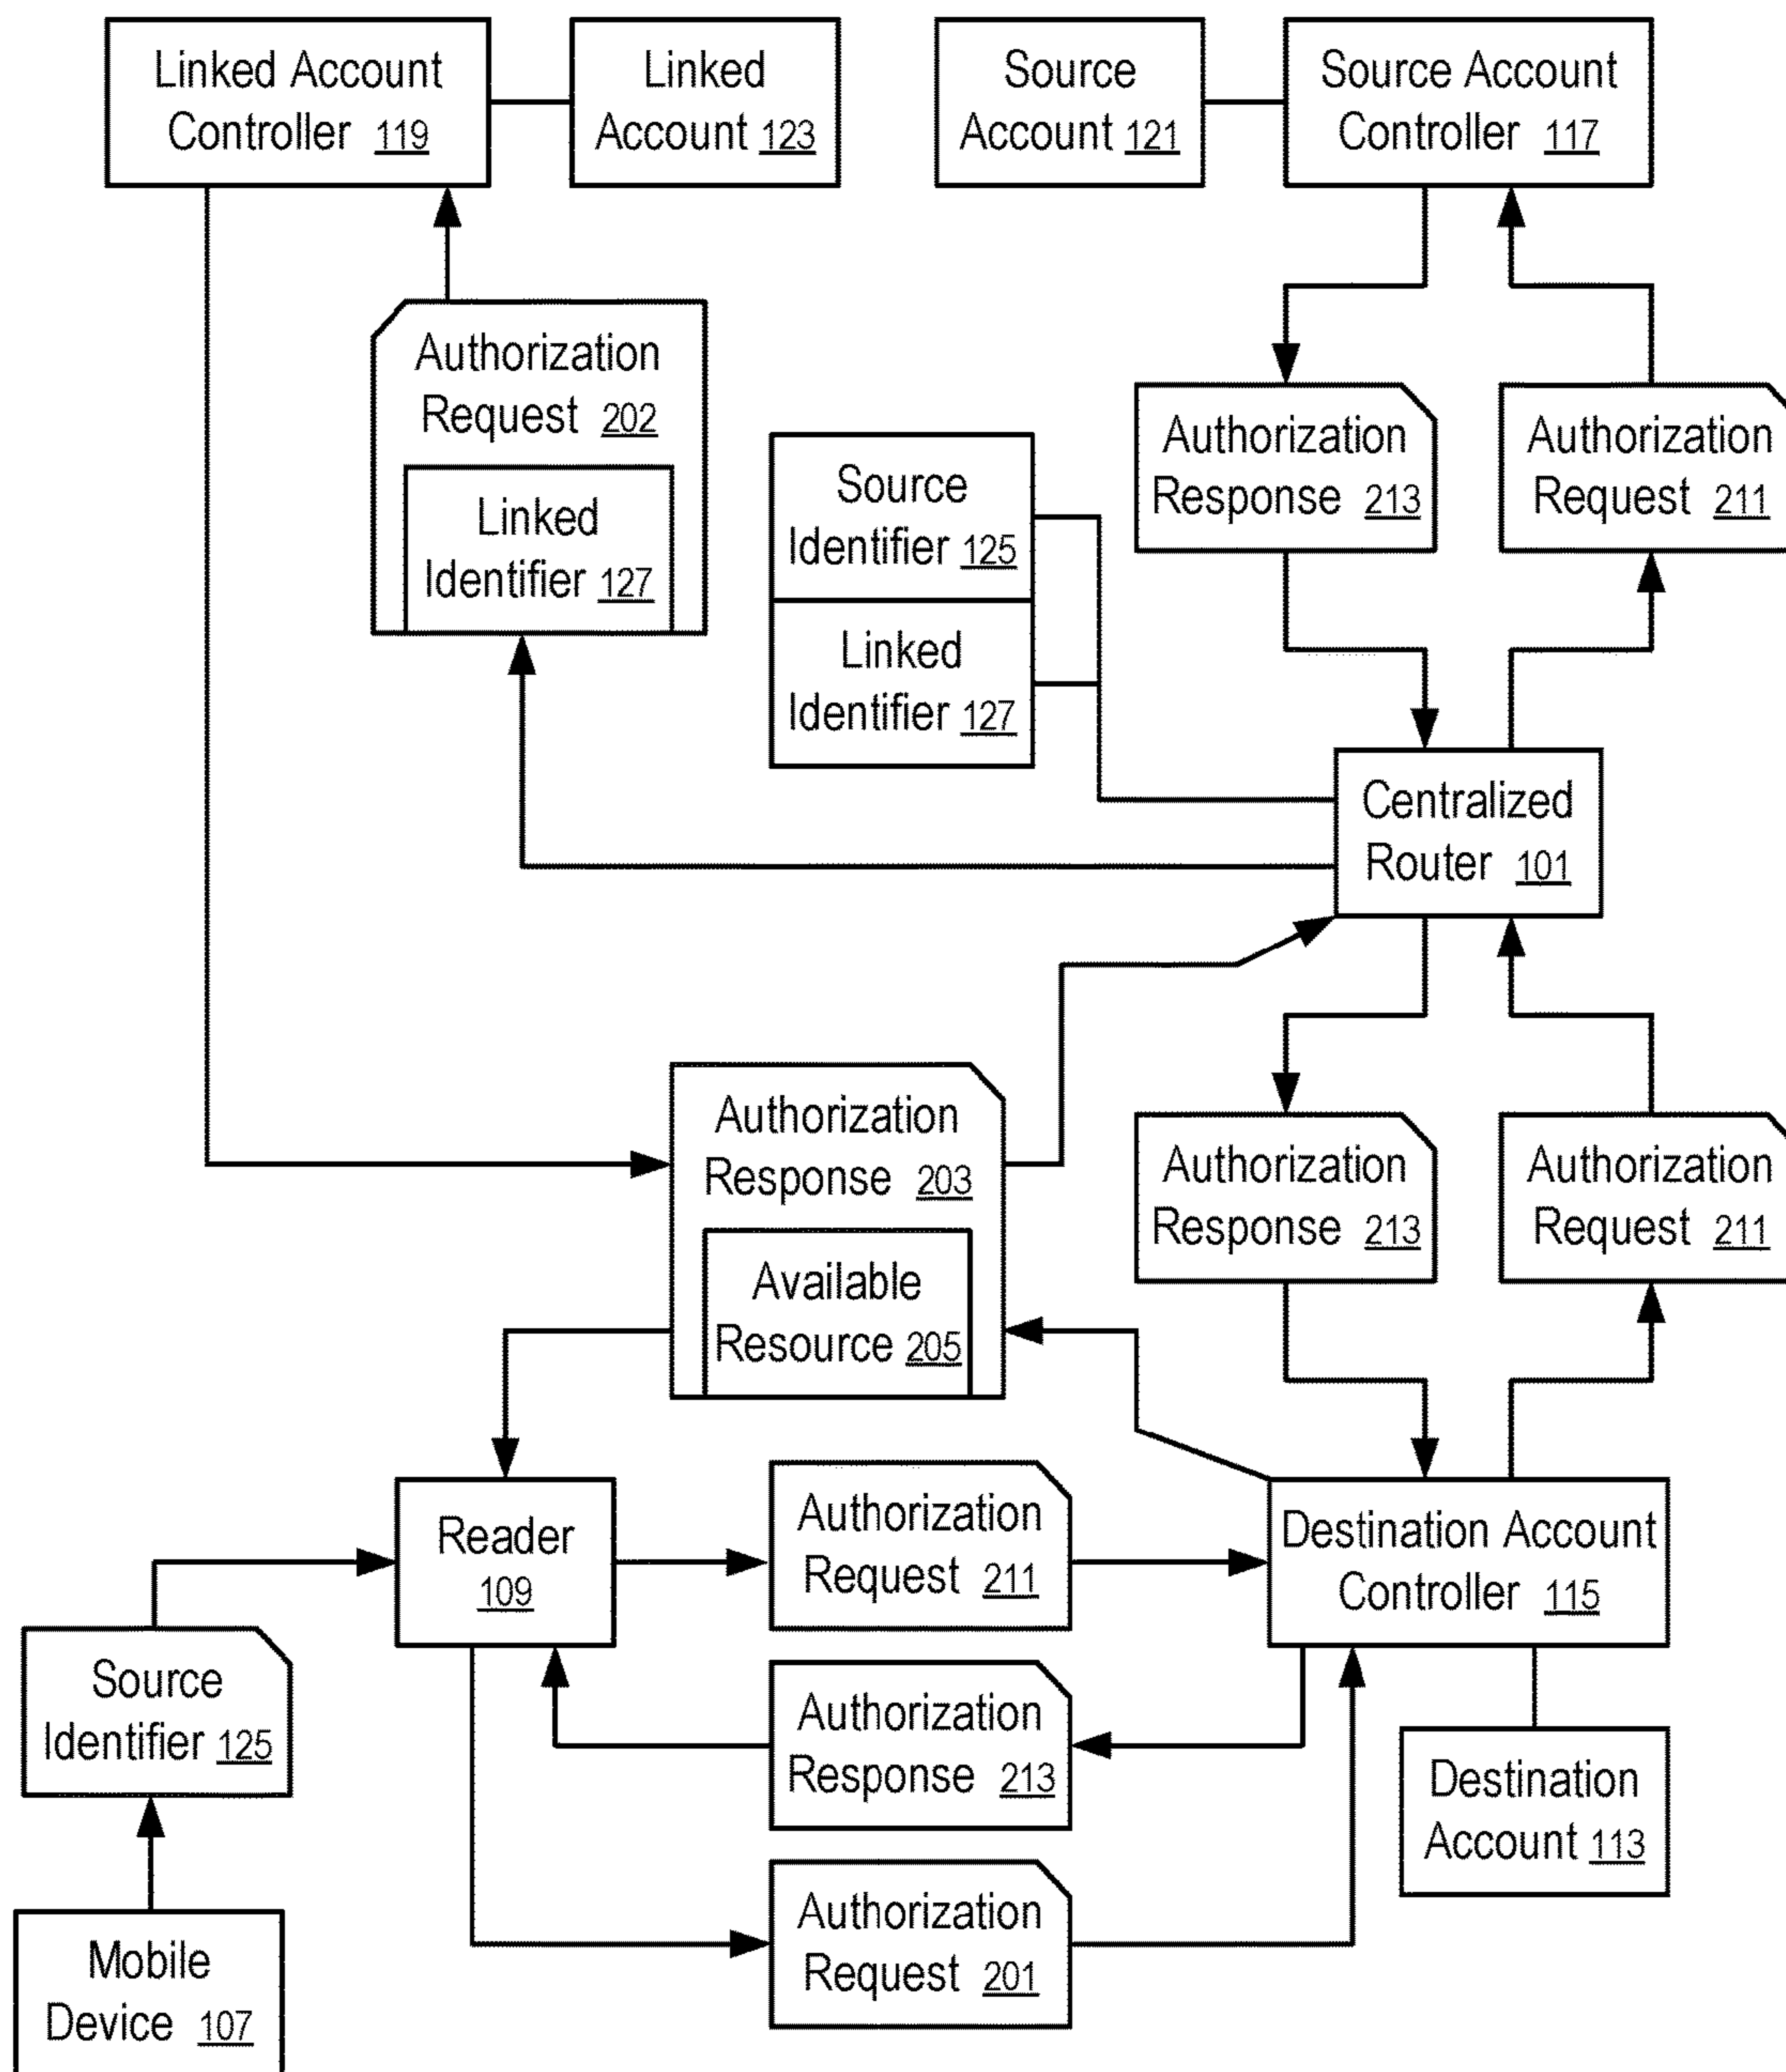 Linked Account
Controller 119
Linked
Account 123
Source
Account 121
Source Account
Controller 117
Authorization
Request 202
Linked
Identifier 127
Source
Identifier 125
Linked
Identifier 127
Authorization
Response 213
Authorization
Request 211
Centralized
Router 101
Authorization
Response 203
Available
Resource 205
Authorization
Response 213
Authorization
Request 211
Reader
109
Authorization
Request 211
Destination Account
Controller 115
Source
Identifier 125
Authorization
Response 213
Destination
Account 113
Mobile
Device 107
Authorization
Request 201